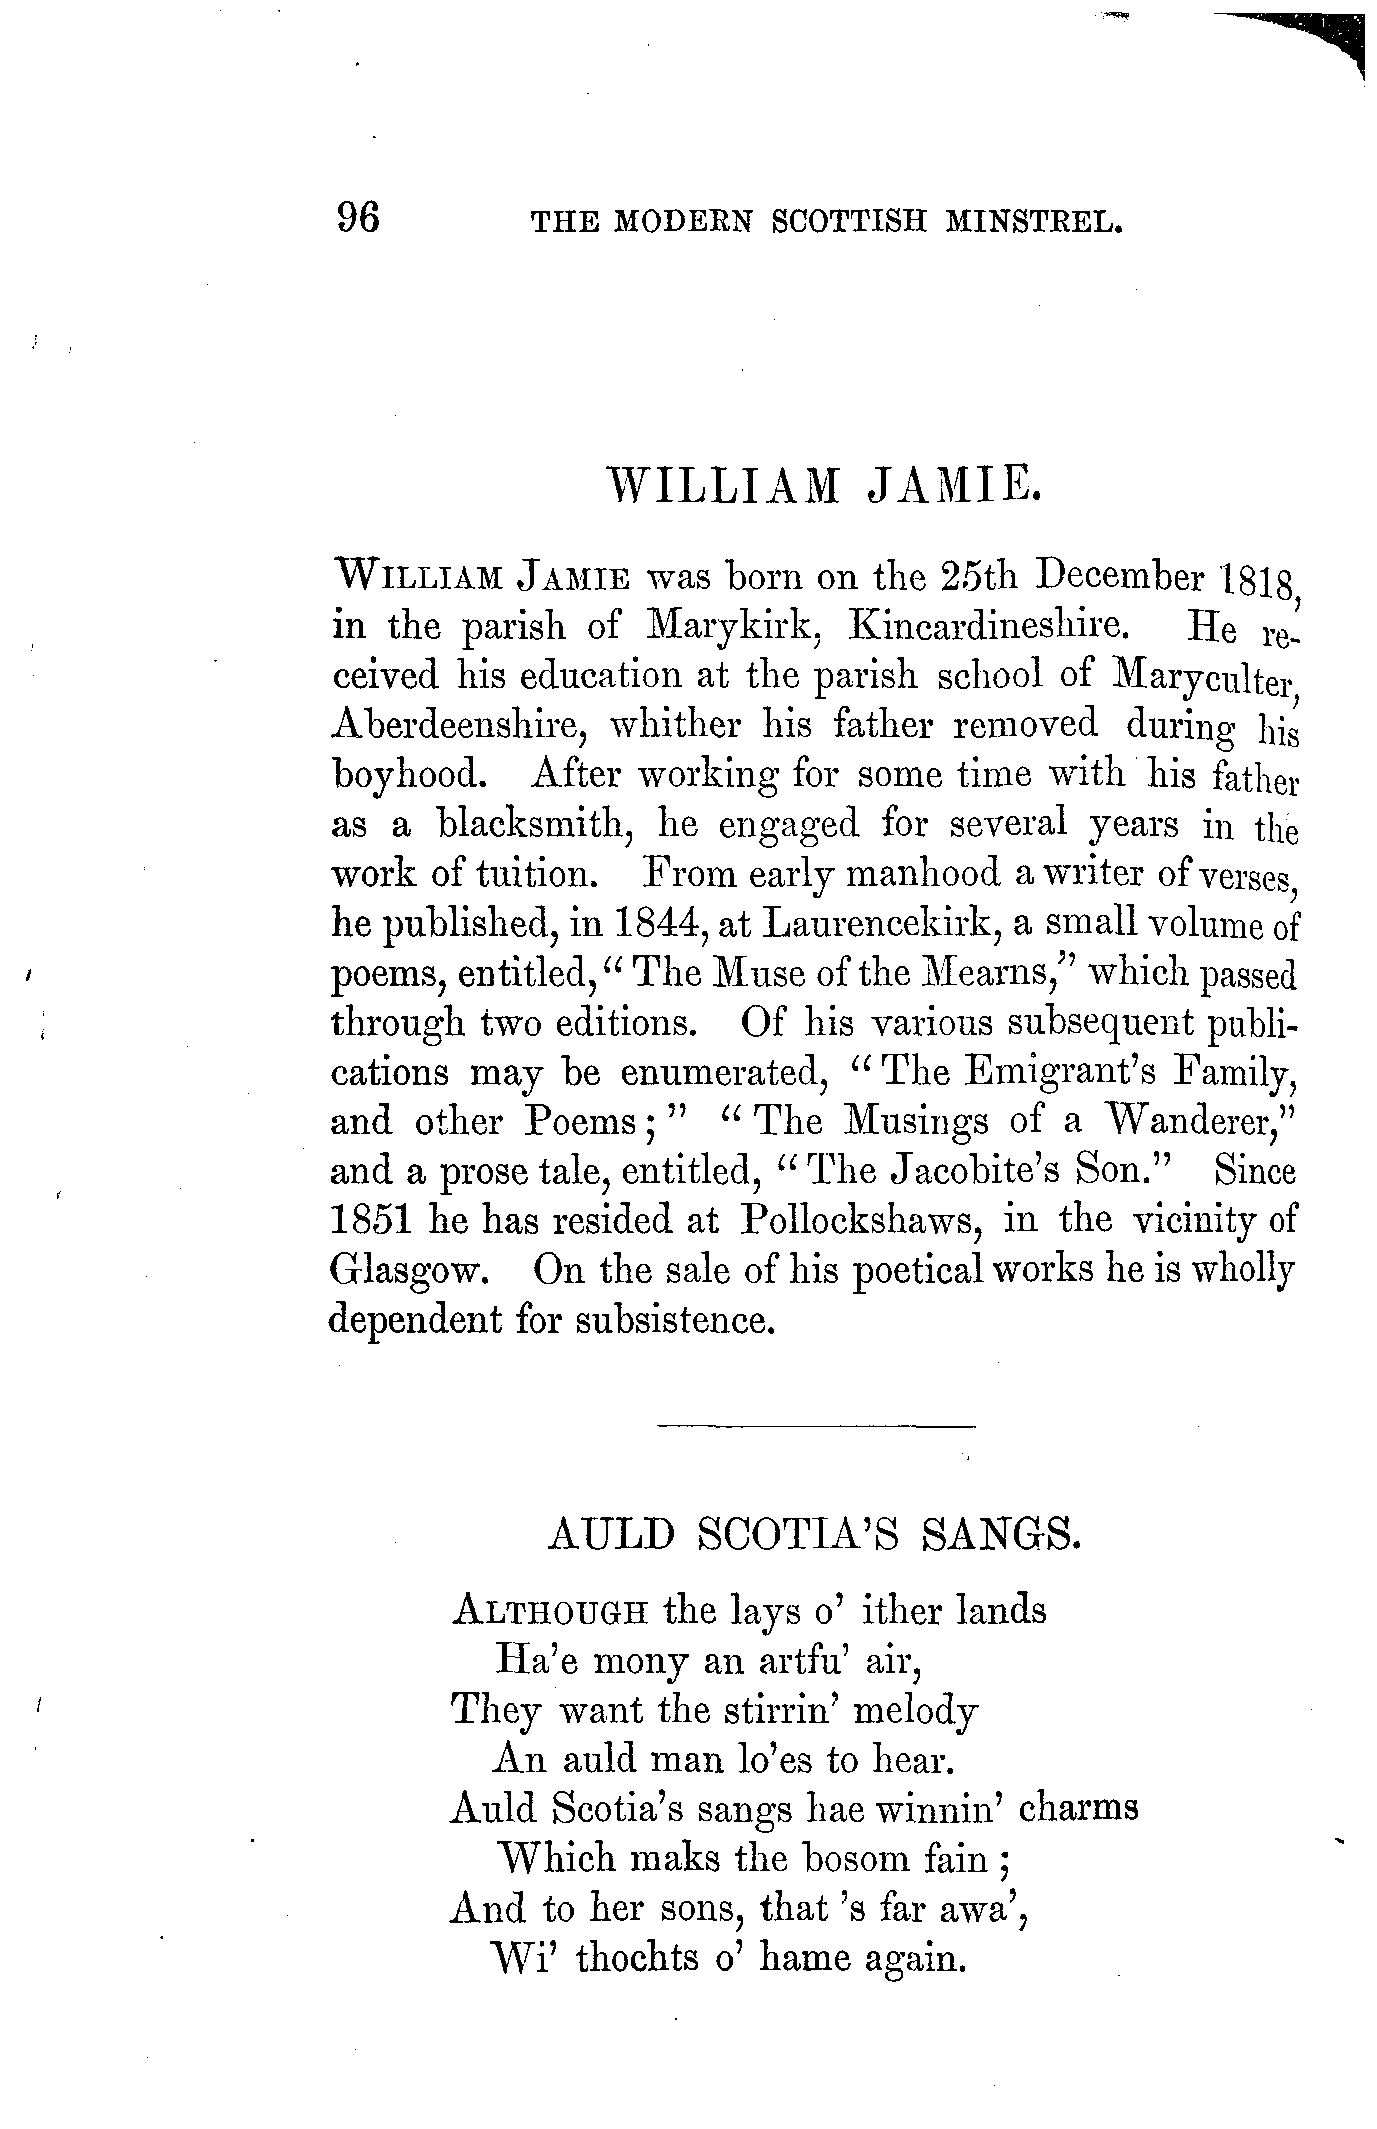 96 THE MODERN SCOTTISH MINSTREL.
WILLIAM JAMIE.
WILLIAM JAMIE was born on the 25th December 1818,
in the parish of Marykirk, Kincardineshire. He re-
ceived his education at the parish school of Maryculter,
Aberdeenshire, whither his father removed during his
boyhood. After working for some time with his father
as a blacksmith, he engaged for several years in the
work of tuition. From early manhood a writer of verses,
he published, in 1844, at Laurencekirk, a small volume of
poems, entitled, “The Muse of the Mearns,” which passed
through two editions. Of his various subsequent publi-
cations may be enumerated, “The Emigrant's Family,
and other Poems;” “The Musings of a Wanderer,”
and a prose tale, entitled, “The Jacobite's Son.” Since
1851 he has resided at Pollockshaws, in the vicinity of
Glasgow. On the sale of his poetical works he is wholly
dependent for subsistence.
AULD SCOTIA'S SANGS.
ALTHOUGH the lays o' ither lands
Ha'e mony an artfu' air,
They want the stirrin' melody
An auld man lo'es to hear.
Auld Scotia's sangs hae winnin' charms
Which maks the bosom fain;
And to her sons, that 's far awa',
Wi' thochts o' hame again.